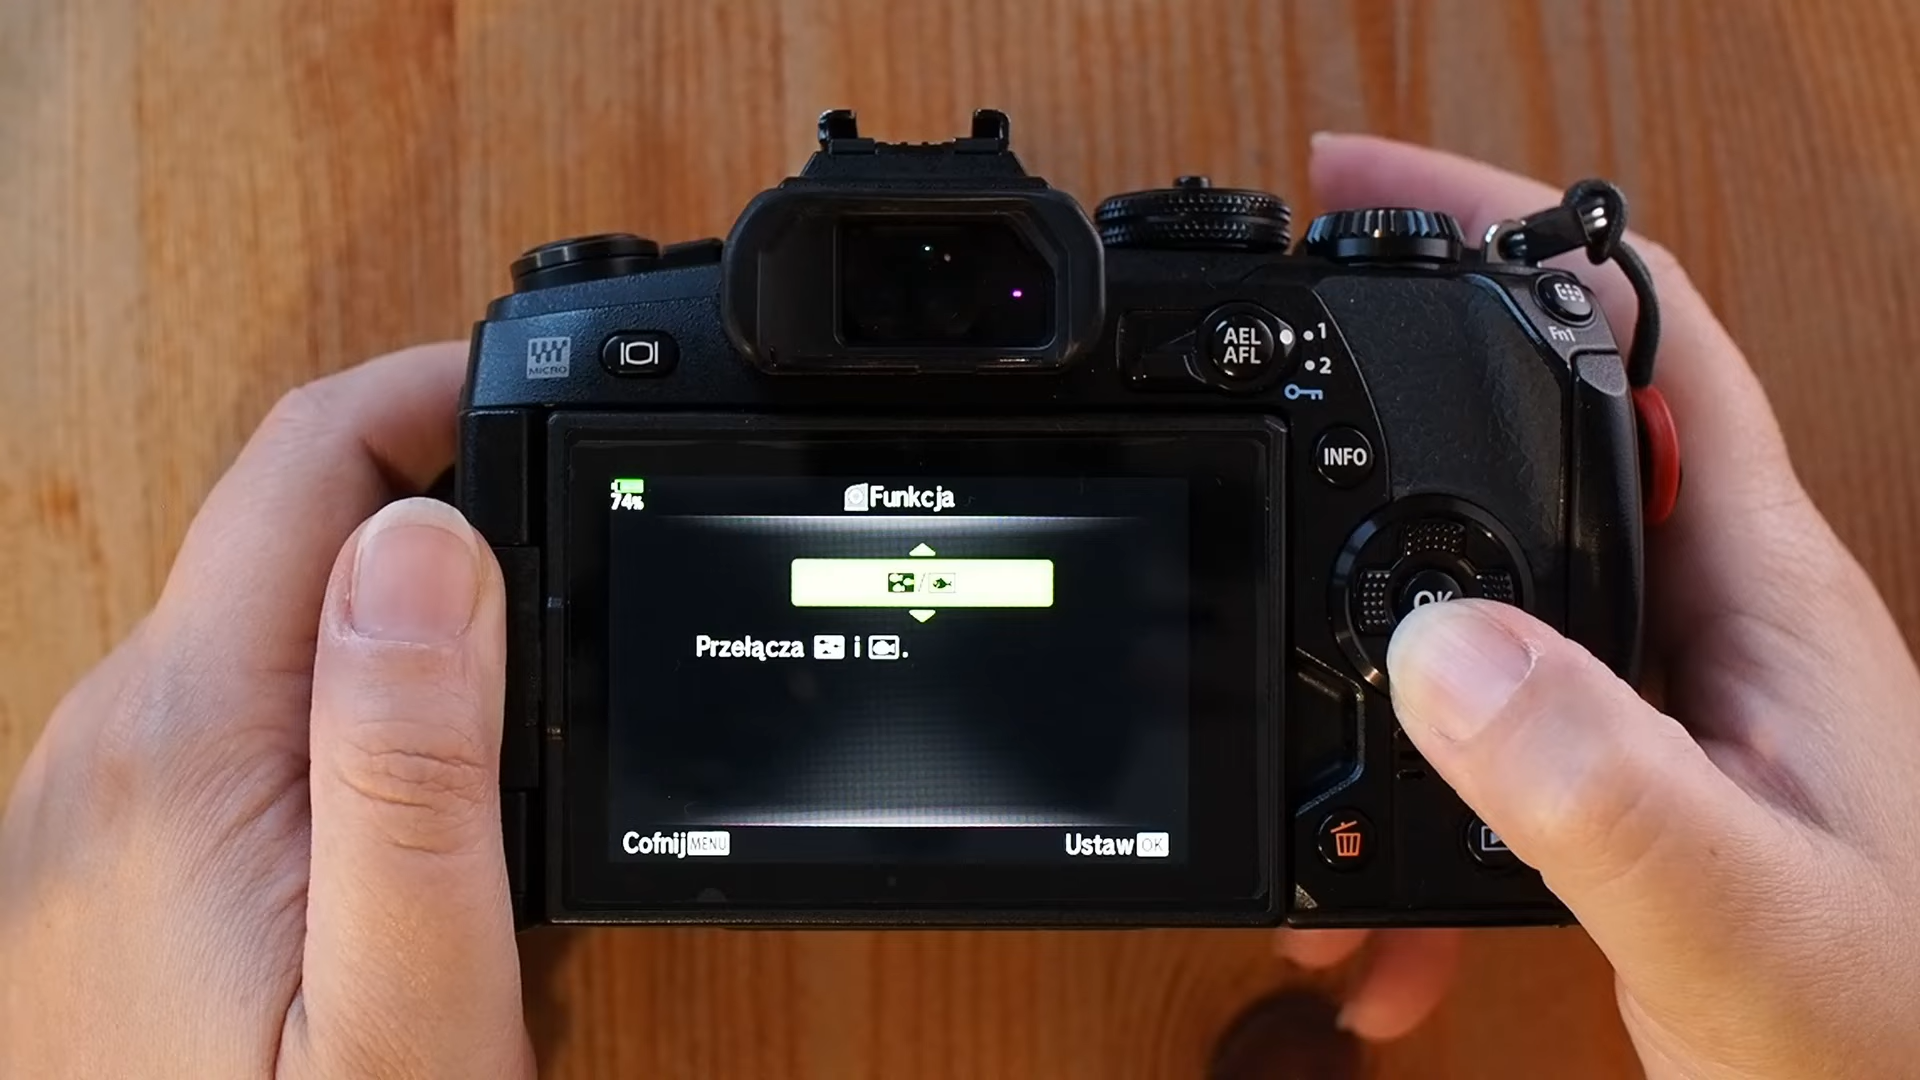 MICRO
AEL
AFL
1
2
Fn1
INFO
OK
74%
Funkcja
/
Przełącza i .
Cofnij MENU
Ustaw OK